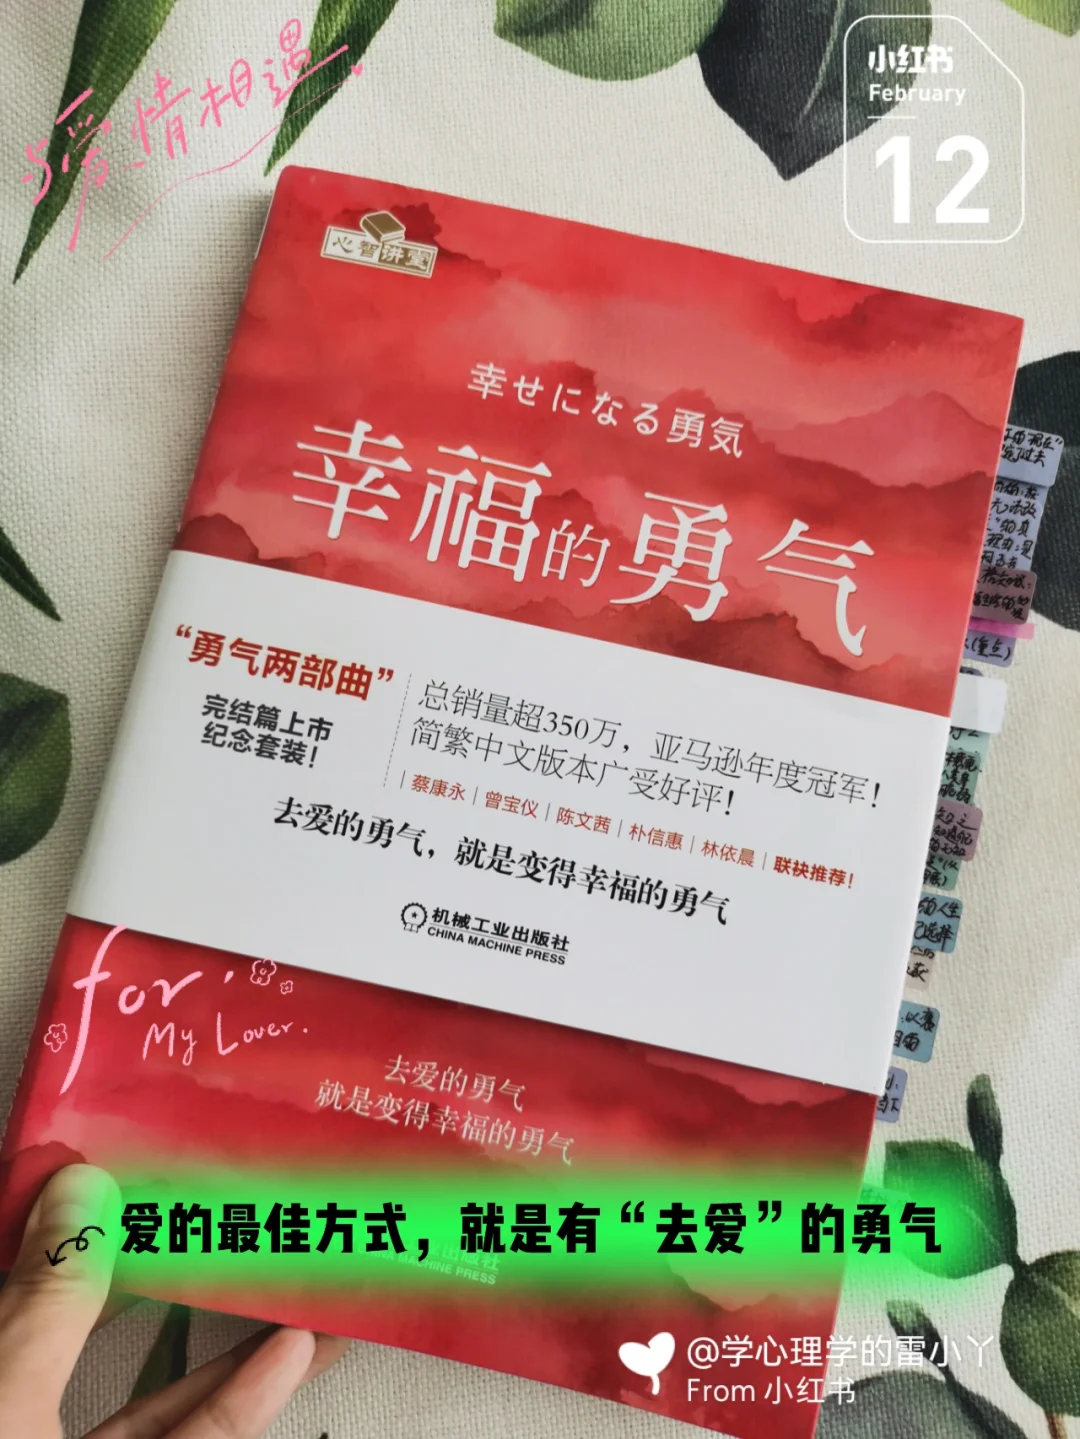 与爱情相遇
小红书
February
12
心智讲堂
幸せになる勇気
幸福的勇气
“勇气两部曲”
完结篇上市
纪念套装！
总销量超350万，亚马逊年度冠军！
简繁中文版本广受好评！
| 蔡康永 | 曾宝仪 | 陈文茜 | 朴信惠 | 林依晨 | 联袂推荐！
去爱的勇气，就是变得幸福的勇气
机械工业出版社
CHINA MACHINE PRESS
for
My Lover.
去爱的勇气
就是变得幸福的勇气
爱的最佳方式，就是有“去爱”的勇气
CHINA MACHINE PRESS
@学心理学的雷小丫
From 小红书
(重点)